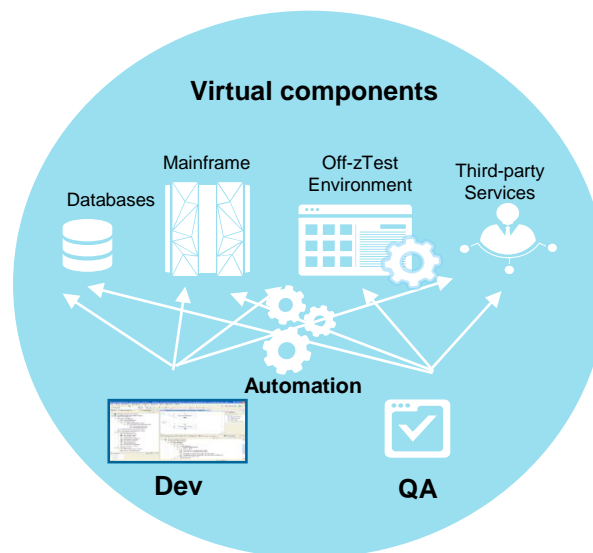 Virtual components
Mainframe
Off-zTest
Environment
Third-party
Services
Databases
Automation
Dev
QA